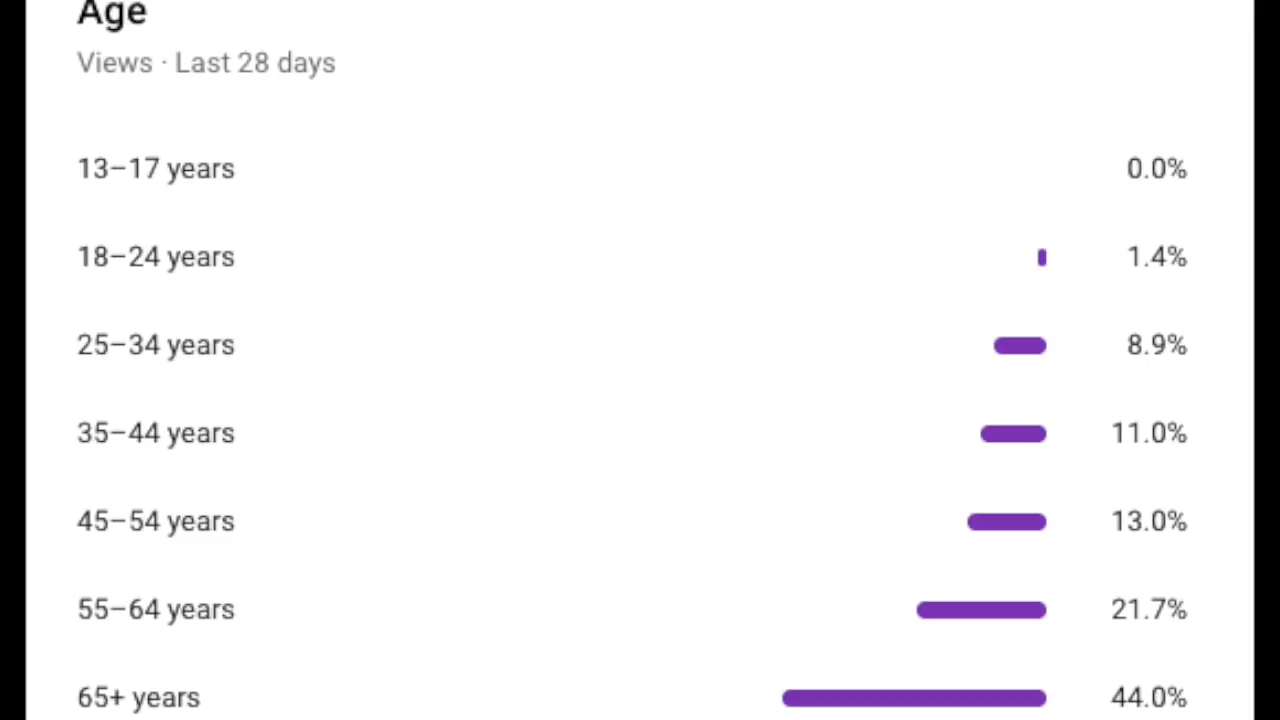 Age
Views · Last 28 days
13–17 years 0.0%
18–24 years 1.4%
25–34 years 8.9%
35–44 years 11.0%
45–54 years 13.0%
55–64 years 21.7%
65+ years 44.0%